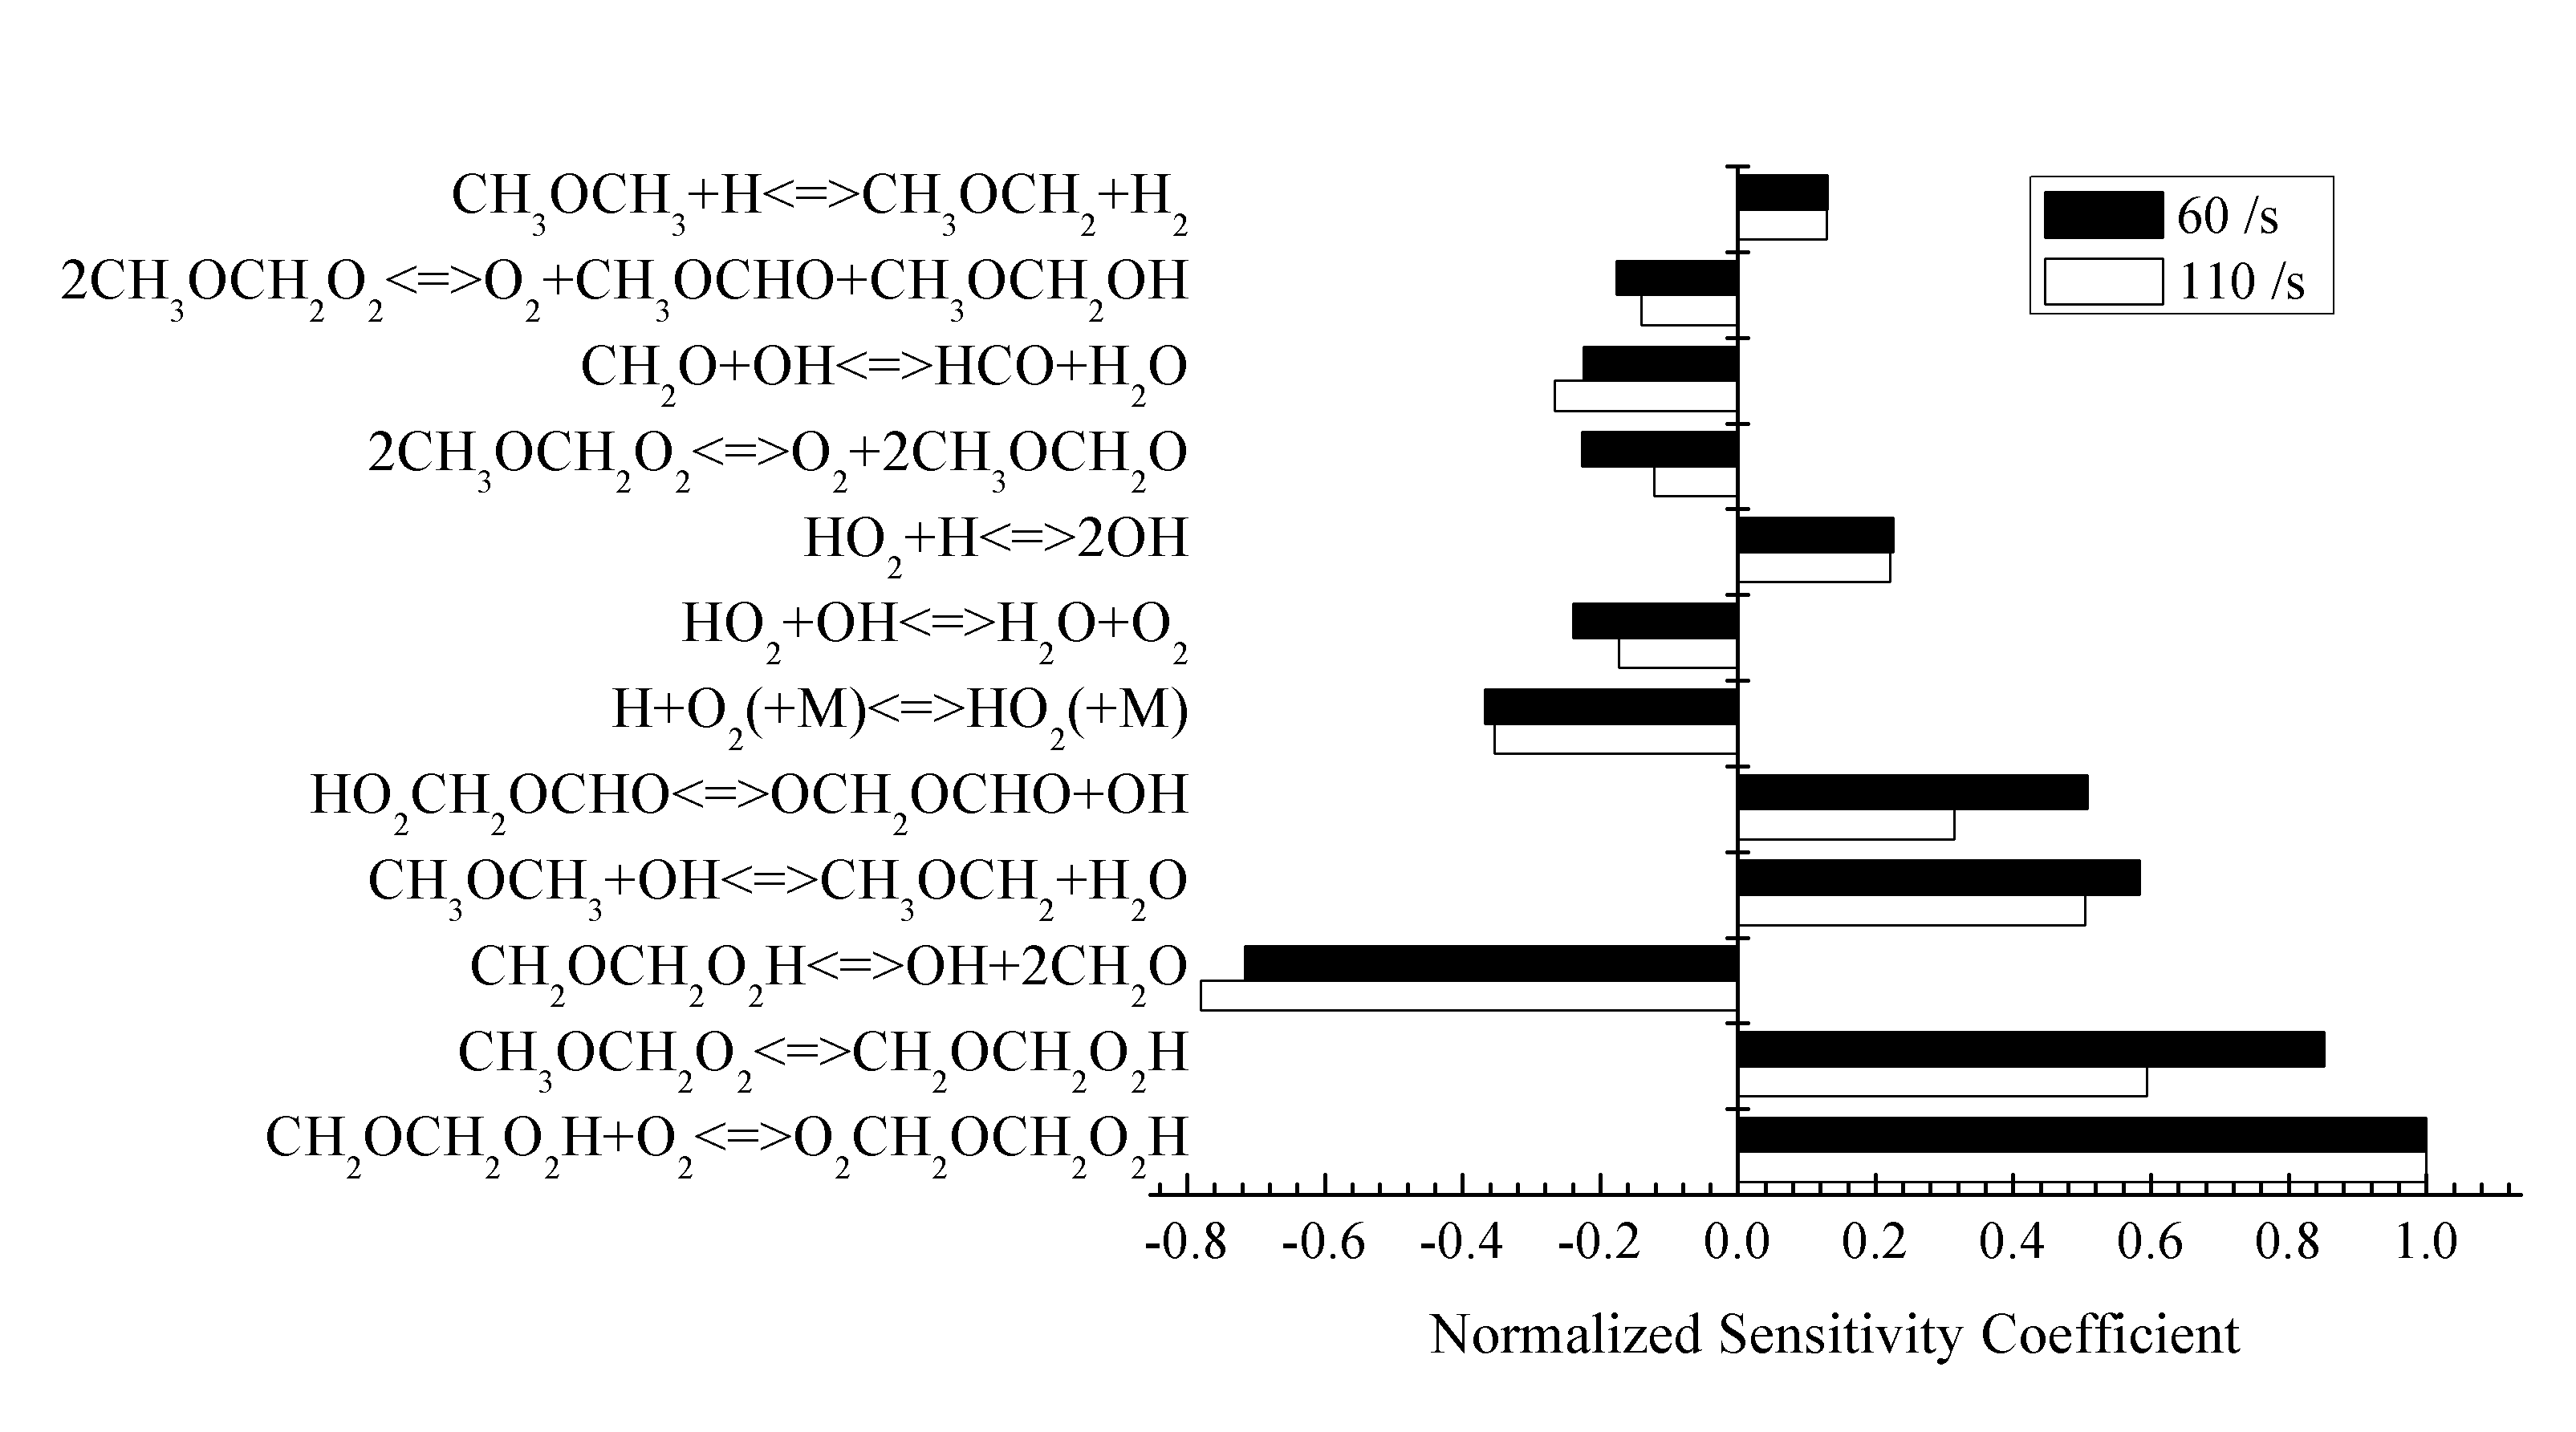 CH₃OCH₃+H<=>CH₃OCH₂+H₂
2CH₃OCH₂O₂<=>O₂+CH₃OCHO+CH₃OCH₂OH
CH₂O+OH<=>HCO+H₂O
2CH₃OCH₂O₂<=>O₂+2CH₃OCH₂O
HO₂+H<=>2OH
HO₂+OH<=>H₂O+O₂
H+O₂(+M)<=>HO₂(+M)
HO₂CH₂OCHO<=>OCH₂OCHO+OH
CH₃OCH₃+OH<=>CH₃OCH₂+H₂O
CH₂OCH₂O₂H<=>OH+2CH₂O
CH₃OCH₂O₂<=>CH₂OCH₂O₂H
CH₂OCH₂O₂H+O₂<=>O₂CH₂OCH₂O₂H
60 /s
110 /s
-0.8 -0.6 -0.4 -0.2 0.0 0.2 0.4 0.6 0.8 1.0
Normalized Sensitivity Coefficient